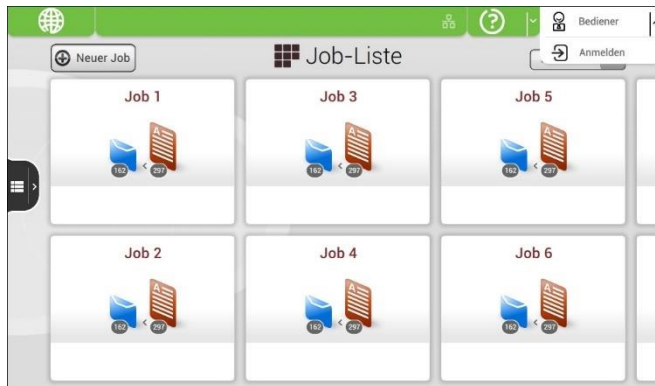 Bediener
Neuer Job
Job-Liste
Anmelden
Job 1
Job 3
Job 5
A
162
<
297
A
162
<
297
A
162
<
297
Job 2
Job 4
Job 6
A
162
<
297
A
162
<
297
A
162
<
297